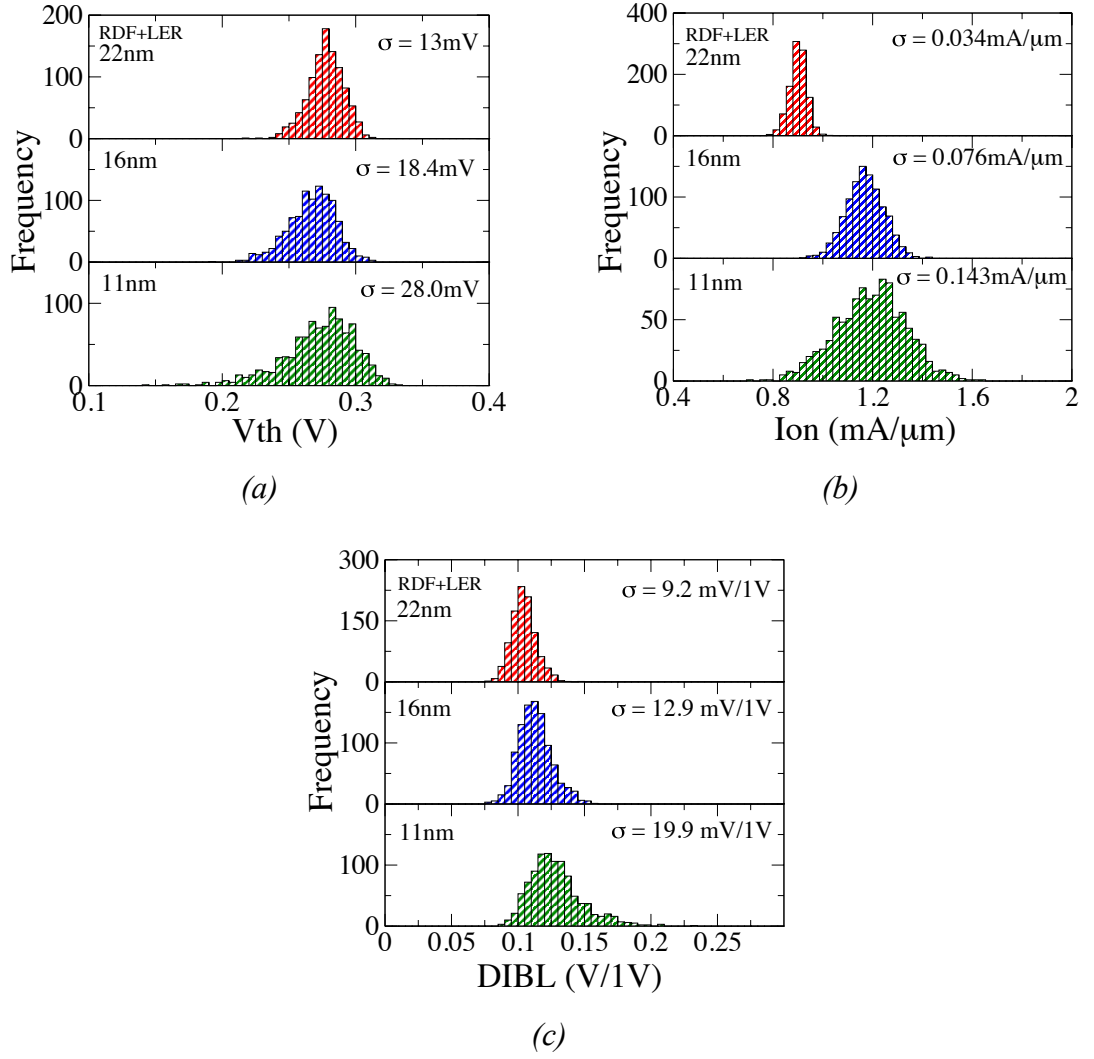 200
RDF+LER
22nm
σ = 13mV
100
0
16nm
σ = 18.4mV
100
0
11nm
σ = 28.0mV
100
0
0.1
0.2
0.3
0.4
Frequency
Vth (V)
(a)
400
RDF+LER
22nm
σ = 0.034mA/μm
200
0
16nm
σ = 0.076mA/μm
100
0
11nm
σ = 0.143mA/μm
50
0
0.4
0.8
1.2
1.6
2
Frequency
Ion (mA/μm)
(b)
300
RDF+LER
22nm
σ = 9.2 mV/1V
150
0
16nm
σ = 12.9 mV/1V
100
0
11nm
σ = 19.9 mV/1V
100
0
0
0.05
0.1
0.15
0.2
0.25
Frequency
DIBL (V/1V)
(c)